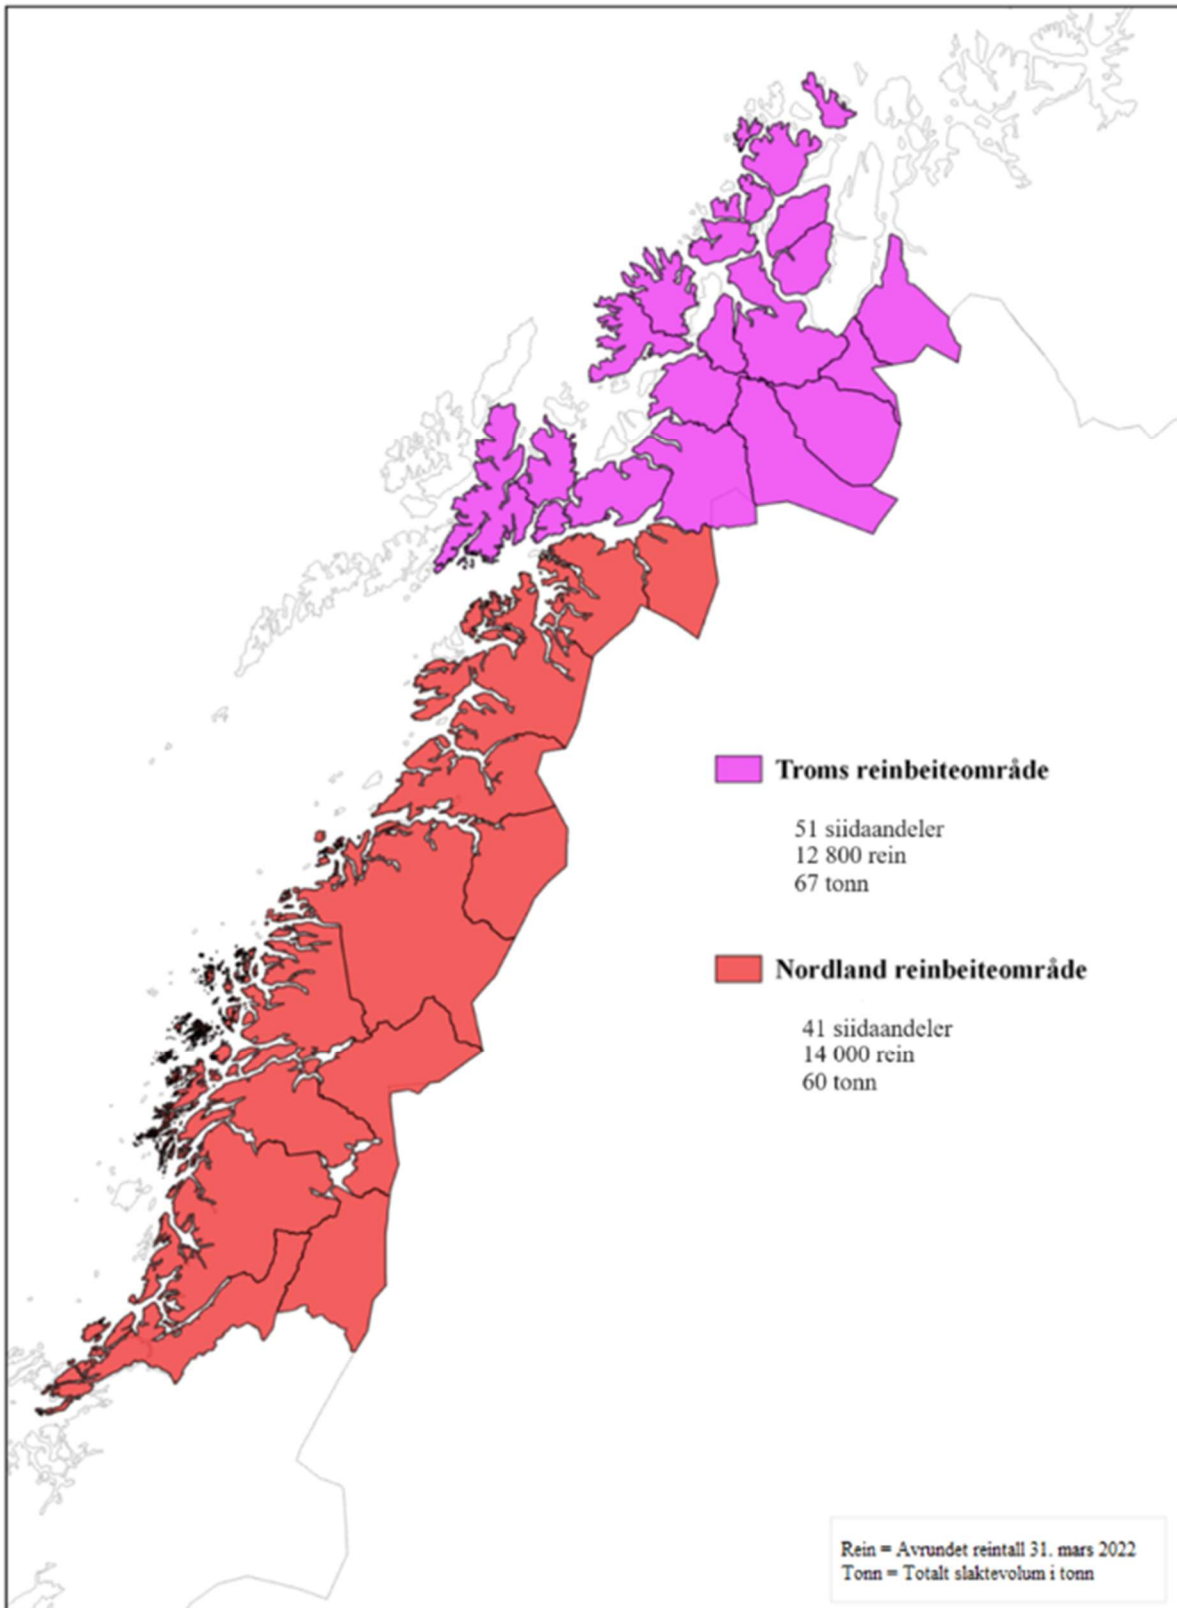 Troms reinbeiteområde
51 siidaandeler
12 800 rein
67 tonn
Nordland reinbeiteområde
41 siidaandeler
14 000 rein
60 tonn
Rein = Avrundet reintall 31. mars 2022
Tonn = Totalt slaktevolum i tonn